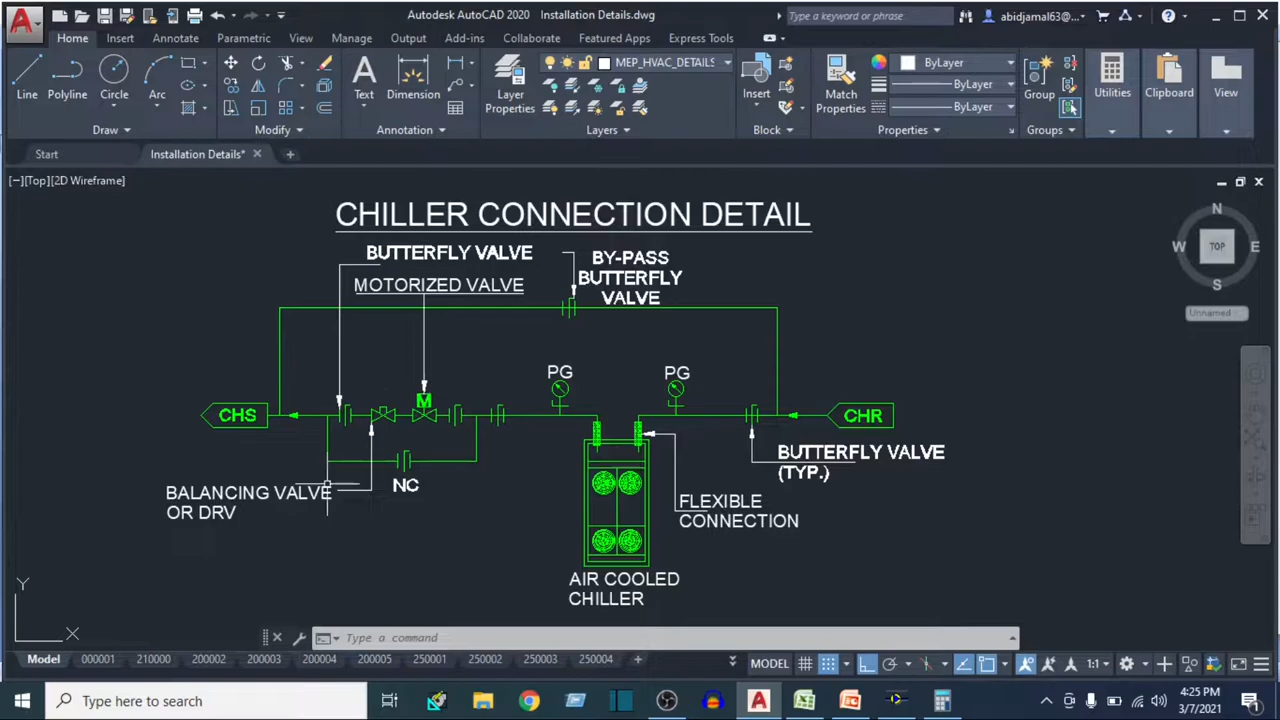 Autodesk AutoCAD 2020 Installation Details.dwg
Type a keyword or phrase
abidjamal63@...
Home Insert Annotate Parametric View Manage Output Add-ins Collaborate Featured Apps Express Tools
MEP_HVAC_DETAILS
ByLayer
ByLayer
ByLayer
Line Polyline Circle Arc
Text Dimension
Layer
Properties
Insert
Match
Properties
Group
Utilities Clipboard View
Draw Modify Annotation Layers Block Properties Groups
Start Installation Details*
[−][Top][2D Wireframe]
N
W TOP E
S
Unnamed
CHILLER CONNECTION DETAIL
BUTTERFLY VALVE
MOTORIZED VALVE
BY-PASS
BUTTERFLY
VALVE
PG
PG
M
CHS
CHR
BUTTERFLY VALVE
(TYP.)
NC
BALANCING VALVE
OR DRV
FLEXIBLE
CONNECTION
AIR COOLED
CHILLER
Y
X
Type a command
Model 000001 210000 200002 200003 200004 200005 250001 250002 250003 250004
MODEL 1:1
Type here to search
4:25 PM
3/7/2021
1